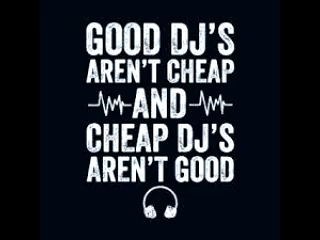 GOOD DJ'S
AREN'T CHEAP
AND
CHEAP DJ'S
AREN'T GOOD